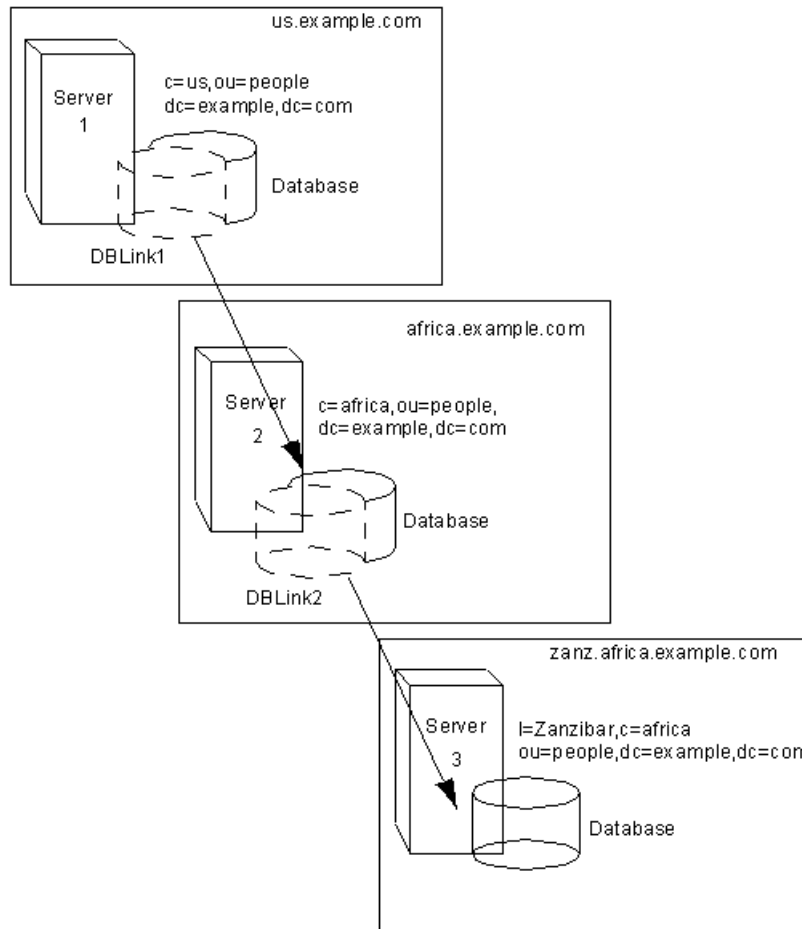 us.example.com
Server
1
c=us,ou=people
dc=example,dc=com
Database
DBLink1
africa.example.com
Server
2
c=africa,ou=people,
dc=example,dc=com
Database
DBLink2
zanz.africa.example.com
Server
3
l=Zanzibar,c=africa
ou=people,dc=example,dc=com
Database